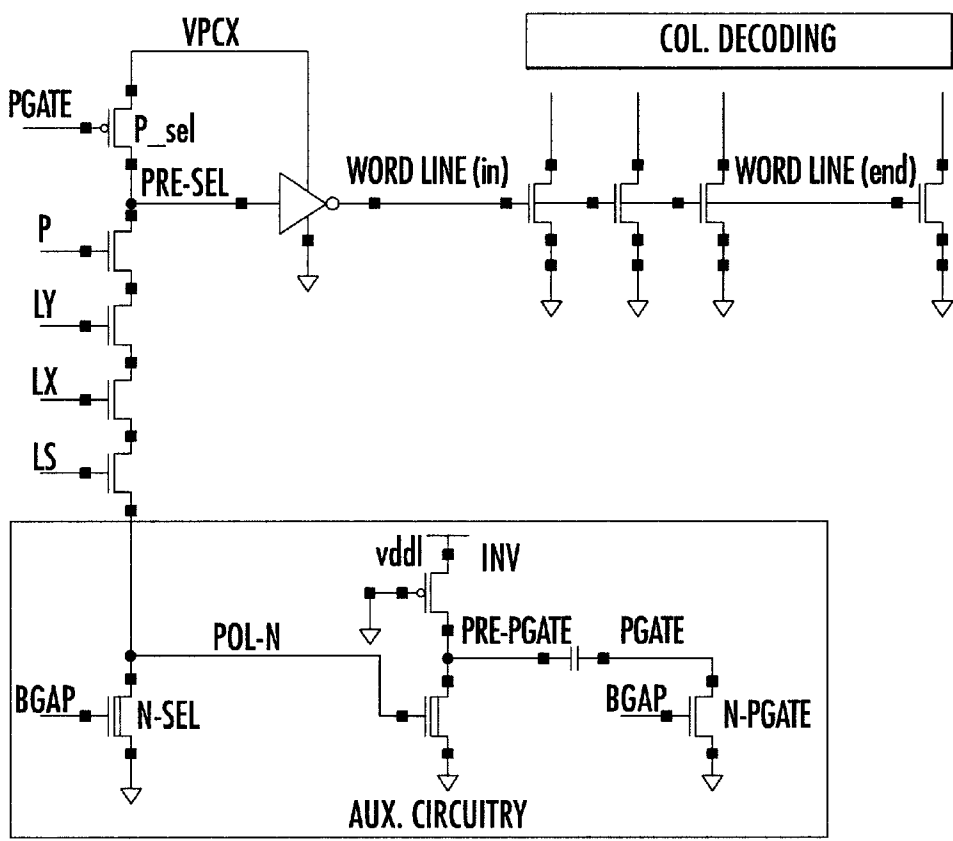 VPCX
COL. DECODING
PGATE
P_sel
PRE-SEL
WORD LINE (in)
WORD LINE (end)
P
LY
LX
LS
vddl
INV
POL-N
PRE-PGATE
PGATE
BGAP
N-SEL
BGAP
N-PGATE
AUX. CIRCUITRY